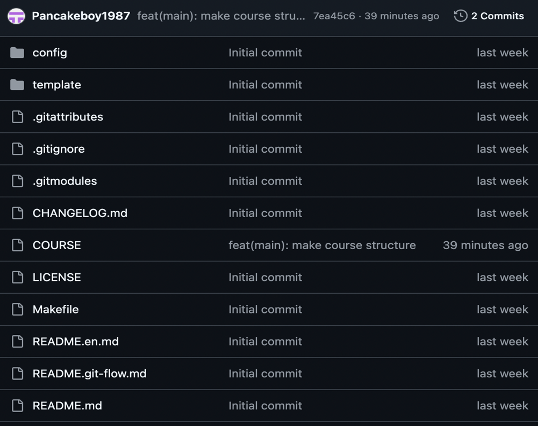 Pancakeboy1987 feat(main): make course stru... 7ea45c6 · 39 minutes ago 2 Commits
config Initial commit last week
template Initial commit last week
.gitattributes Initial commit last week
.gitignore Initial commit last week
.gitmodules Initial commit last week
CHANGELOG.md Initial commit last week
COURSE feat(main): make course structure 39 minutes ago
LICENSE Initial commit last week
Makefile Initial commit last week
README.en.md Initial commit last week
README.git-flow.md Initial commit last week
README.md Initial commit last week